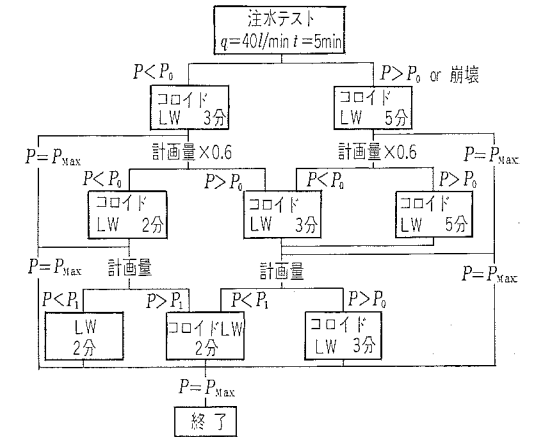 注水テスト
q=40l/min t=5min
P<P₀
P>P₀ or 崩壊
コロイド
LW 3分
コロイド
LW 5分
P=PMax
計画量×0.6
計画量×0.6
P=PMax
P<P₀
P>P₀
P<P₀
P>P₀
コロイド
LW 2分
コロイド
LW 3分
コロイド
LW 5分
P=PMax
計画量
計画量
P=PMax
P<P₁
P>P₁
P<P₁
P>P₀
LW
2分
コロイドLW
2分
コロイド
LW 3分
P=PMax
終了